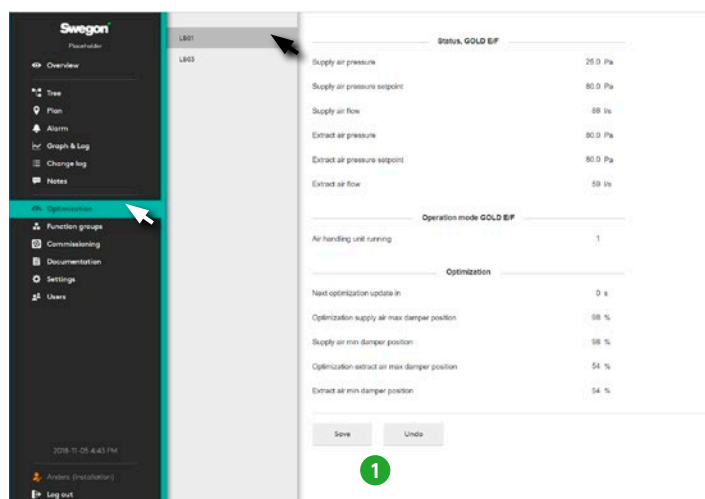 Swegon
Placeholder
Overview
Tree
Plan
Alarm
Graph & Log
Change log
Notes
Optimization
Function groups
Commissioning
Documentation
Settings
Users
2018-11-05 4:43 PM
Anders (Installation)
Log out
LB01
LB03
Status, GOLD E/F
Supply air pressure 25.0 Pa
Supply air pressure setpoint 80.0 Pa
Supply air flow 88 l/s
Extract air pressure 80.0 Pa
Extract air pressure setpoint 80.0 Pa
Extract air flow 59 l/s
Operation mode GOLD E/F
Air handling unit running 1
Optimization
Next optimization update in 0 s
Optimization supply air max damper position 98 %
Supply air min damper position 98 %
Optimization extract air max damper position 54 %
Extract air min damper position 54 %
Save Undo
1